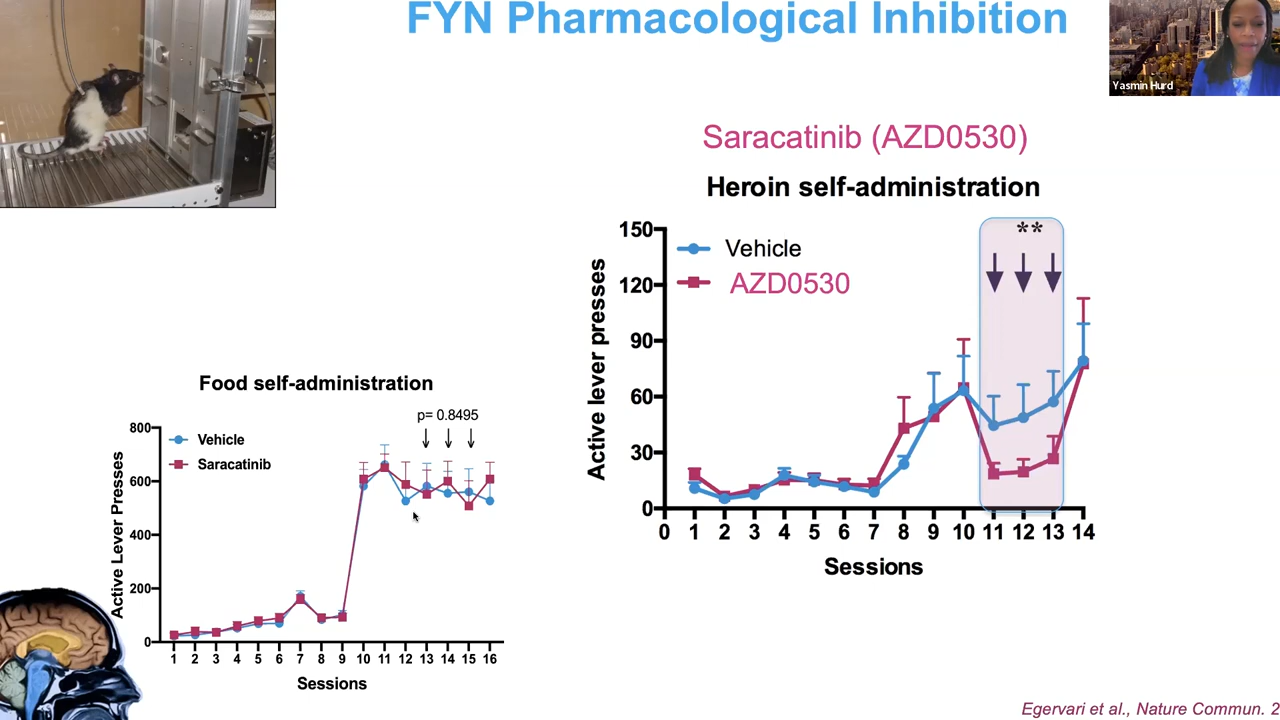 FYN Pharmacological Inhibition
Yasmin Hurd
Saracatinib (AZD0530)
Heroin self-administration
**
Vehicle
AZD0530
Active lever presses
150
120
90
60
30
0
0 1 2 3 4 5 6 7 8 9 10 11 12 13 14
Sessions
Food self-administration
p= 0.8495
Vehicle
Saracatinib
Active Lever Presses
800
600
400
200
0
1 2 3 4 5 6 7 8 9 10 11 12 13 14 15 16
Sessions
Egervari et al., Nature Commun. 2